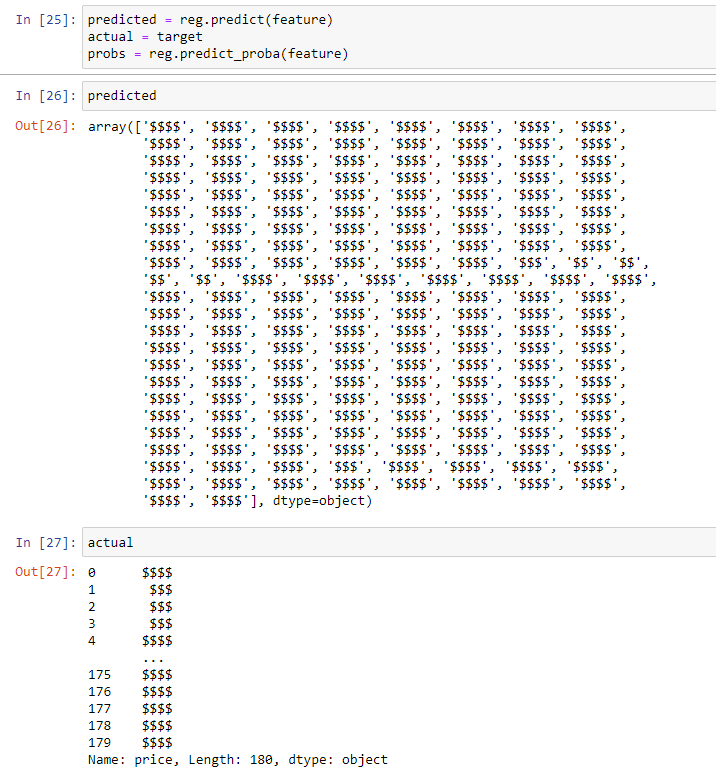 In [25]: predicted = reg.predict(feature)
actual = target
probs = reg.predict_proba(feature)
In [26]: predicted
Out[26]: array(['$$$$', '$$$$', '$$$$', '$$$$', '$$$$', '$$$$', '$$$$', '$$$$',
'$$$$', '$$$$', '$$$$', '$$$$', '$$$$', '$$$$', '$$$$', '$$$$',
'$$$$', '$$$$', '$$$$', '$$$$', '$$$$', '$$$$', '$$$$', '$$$$',
'$$$$', '$$$$', '$$$$', '$$$$', '$$$$', '$$$$', '$$$$', '$$$$',
'$$$$', '$$$$', '$$$$', '$$$$', '$$$$', '$$$$', '$$$$', '$$$$',
'$$$$', '$$$$', '$$$$', '$$$$', '$$$$', '$$$$', '$$$$', '$$$$',
'$$$$', '$$$$', '$$$$', '$$$$', '$$$$', '$$$$', '$$$$', '$$$$',
'$$$$', '$$$$', '$$$$', '$$$$', '$$$$', '$$$$', '$$$$', '$$$$',
'$$$$', '$$$$', '$$$$', '$$$$', '$$$$', '$$$$', '$$$', '$$', '$$',
'$$', '$$', '$$$$', '$$$$', '$$$$', '$$$$', '$$$$', '$$$$', '$$$$',
'$$$$', '$$$$', '$$$$', '$$$$', '$$$$', '$$$$', '$$$$', '$$$$',
'$$$$', '$$$$', '$$$$', '$$$$', '$$$$', '$$$$', '$$$$', '$$$$',
'$$$$', '$$$$', '$$$$', '$$$$', '$$$$', '$$$$', '$$$$', '$$$$',
'$$$$', '$$$$', '$$$$', '$$$$', '$$$$', '$$$$', '$$$$', '$$$$',
'$$$$', '$$$$', '$$$$', '$$$$', '$$$$', '$$$$', '$$$$', '$$$$',
'$$$$', '$$$$', '$$$$', '$$$$', '$$$$', '$$$$', '$$$$', '$$$$',
'$$$$', '$$$$', '$$$$', '$$$$', '$$$$', '$$$$', '$$$$', '$$$$',
'$$$$', '$$$$', '$$$$', '$$$$', '$$$$', '$$$$', '$$$$', '$$$$',
'$$$$', '$$$$', '$$$$', '$$$$', '$$$$', '$$$$', '$$$$', '$$$$',
'$$$$', '$$$$', '$$$$', '$$$$', '$$$$', '$$$$', '$$$$', '$$$$',
'$$$$', '$$$$', '$$$$', '$$$', '$$$$', '$$$$', '$$$$', '$$$$',
'$$$$', '$$$$', '$$$$', '$$$$', '$$$$', '$$$$', '$$$$', '$$$$',
'$$$$', '$$$$'], dtype=object)
In [27]: actual
Out[27]: 0 $$$$
1 $$$
2 $$$
3 $$$
4 $$$$
...
175 $$$$
176 $$$$
177 $$$$
178 $$$$
179 $$$$
Name: price, Length: 180, dtype: object